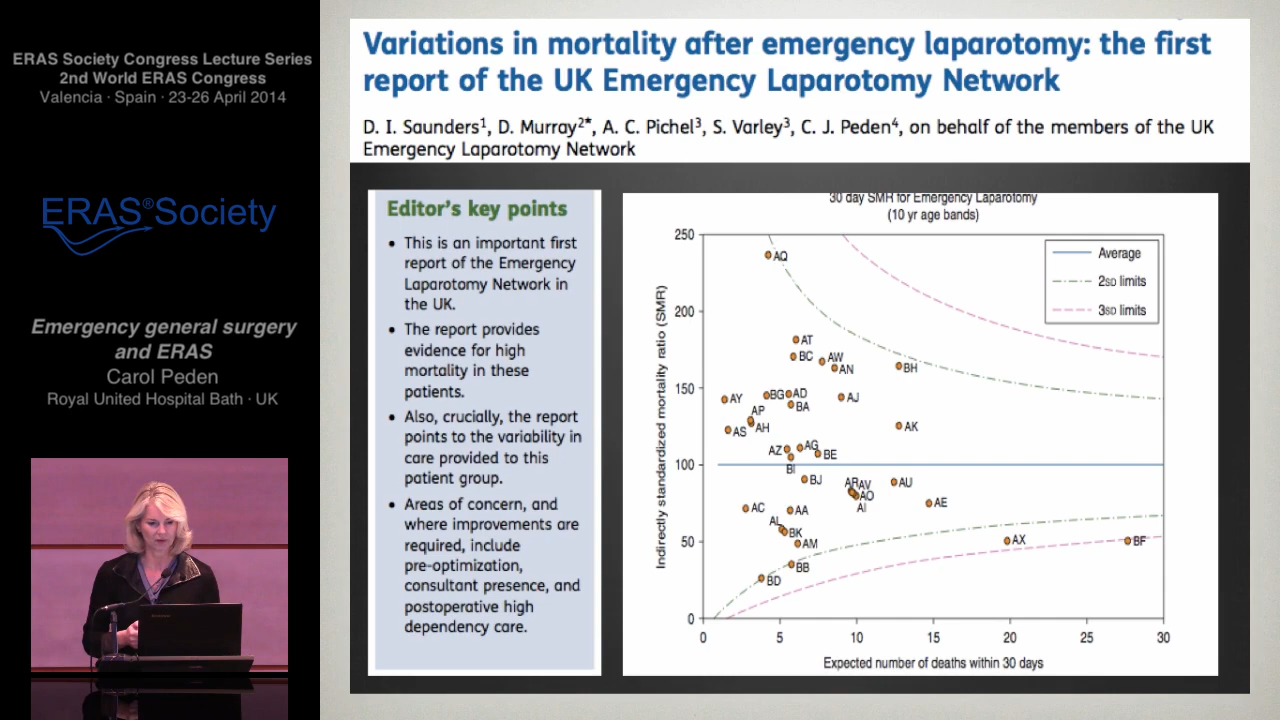 ERAS Society Congress Lecture Series
2nd World ERAS Congress
Valencia · Spain · 23-26 April 2014
ERAS®Society
Emergency general surgery
and ERAS
Carol Peden
Royal United Hospital Bath · UK
Variations in mortality after emergency laparotomy: the first
report of the UK Emergency Laparotomy Network
D. I. Saunders1, D. Murray2*, A. C. Pichel3, S. Varley3, C. J. Peden4, on behalf of the members of the UK
Emergency Laparotomy Network
Editor's key points
• This is an important first
report of the Emergency
Laparotomy Network in
the UK.
• The report provides
evidence for high
mortality in these
patients.
• Also, crucially, the report
points to the variability in
care provided to this
patient group.
• Areas of concern, and
where improvements are
required, include
pre-optimization,
consultant presence, and
postoperative high
dependency care.
30 day SMR for Emergency Laparotomy
(10 yr age bands)
Indirectly standardized mortality ratio (SMR)
250
200
150
100
50
0
Average
2SD limits
3SD limits
AQ
AT
BC
AW
AN
BH
AY
BG
AD
BA
AJ
AP
AH
AS
AK
AZ
AG
BE
BI
BJ
AR
AV
AO
AI
AU
AE
AC
AA
AL
BK
AM
BB
BD
AX
BF
0 5 10 15 20 25 30
Expected number of deaths within 30 days